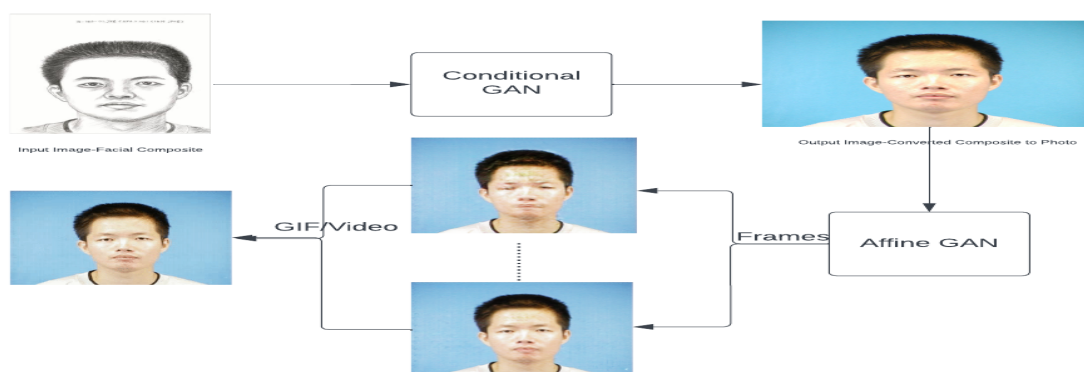 Conditional
GAN
Input Image-Facial Composite
Output Image-Converted Composite to Photo
GIF/Video
Frames
Affine GAN